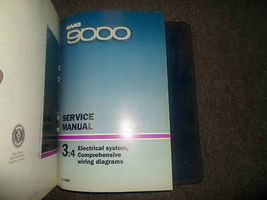 SAAB
9000
SERVICE
MANUAL
3:4 Electrical system,
Comprehensive
wiring diagrams